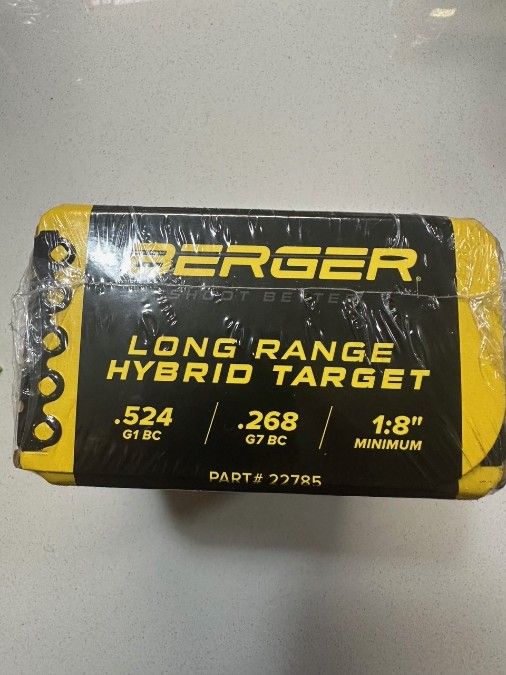 BERGER
SHOOT BETTER
LONG RANGE
HYBRID TARGET
.524
G1 BC
.268
G7 BC
1:8"
MINIMUM
PART# 22785